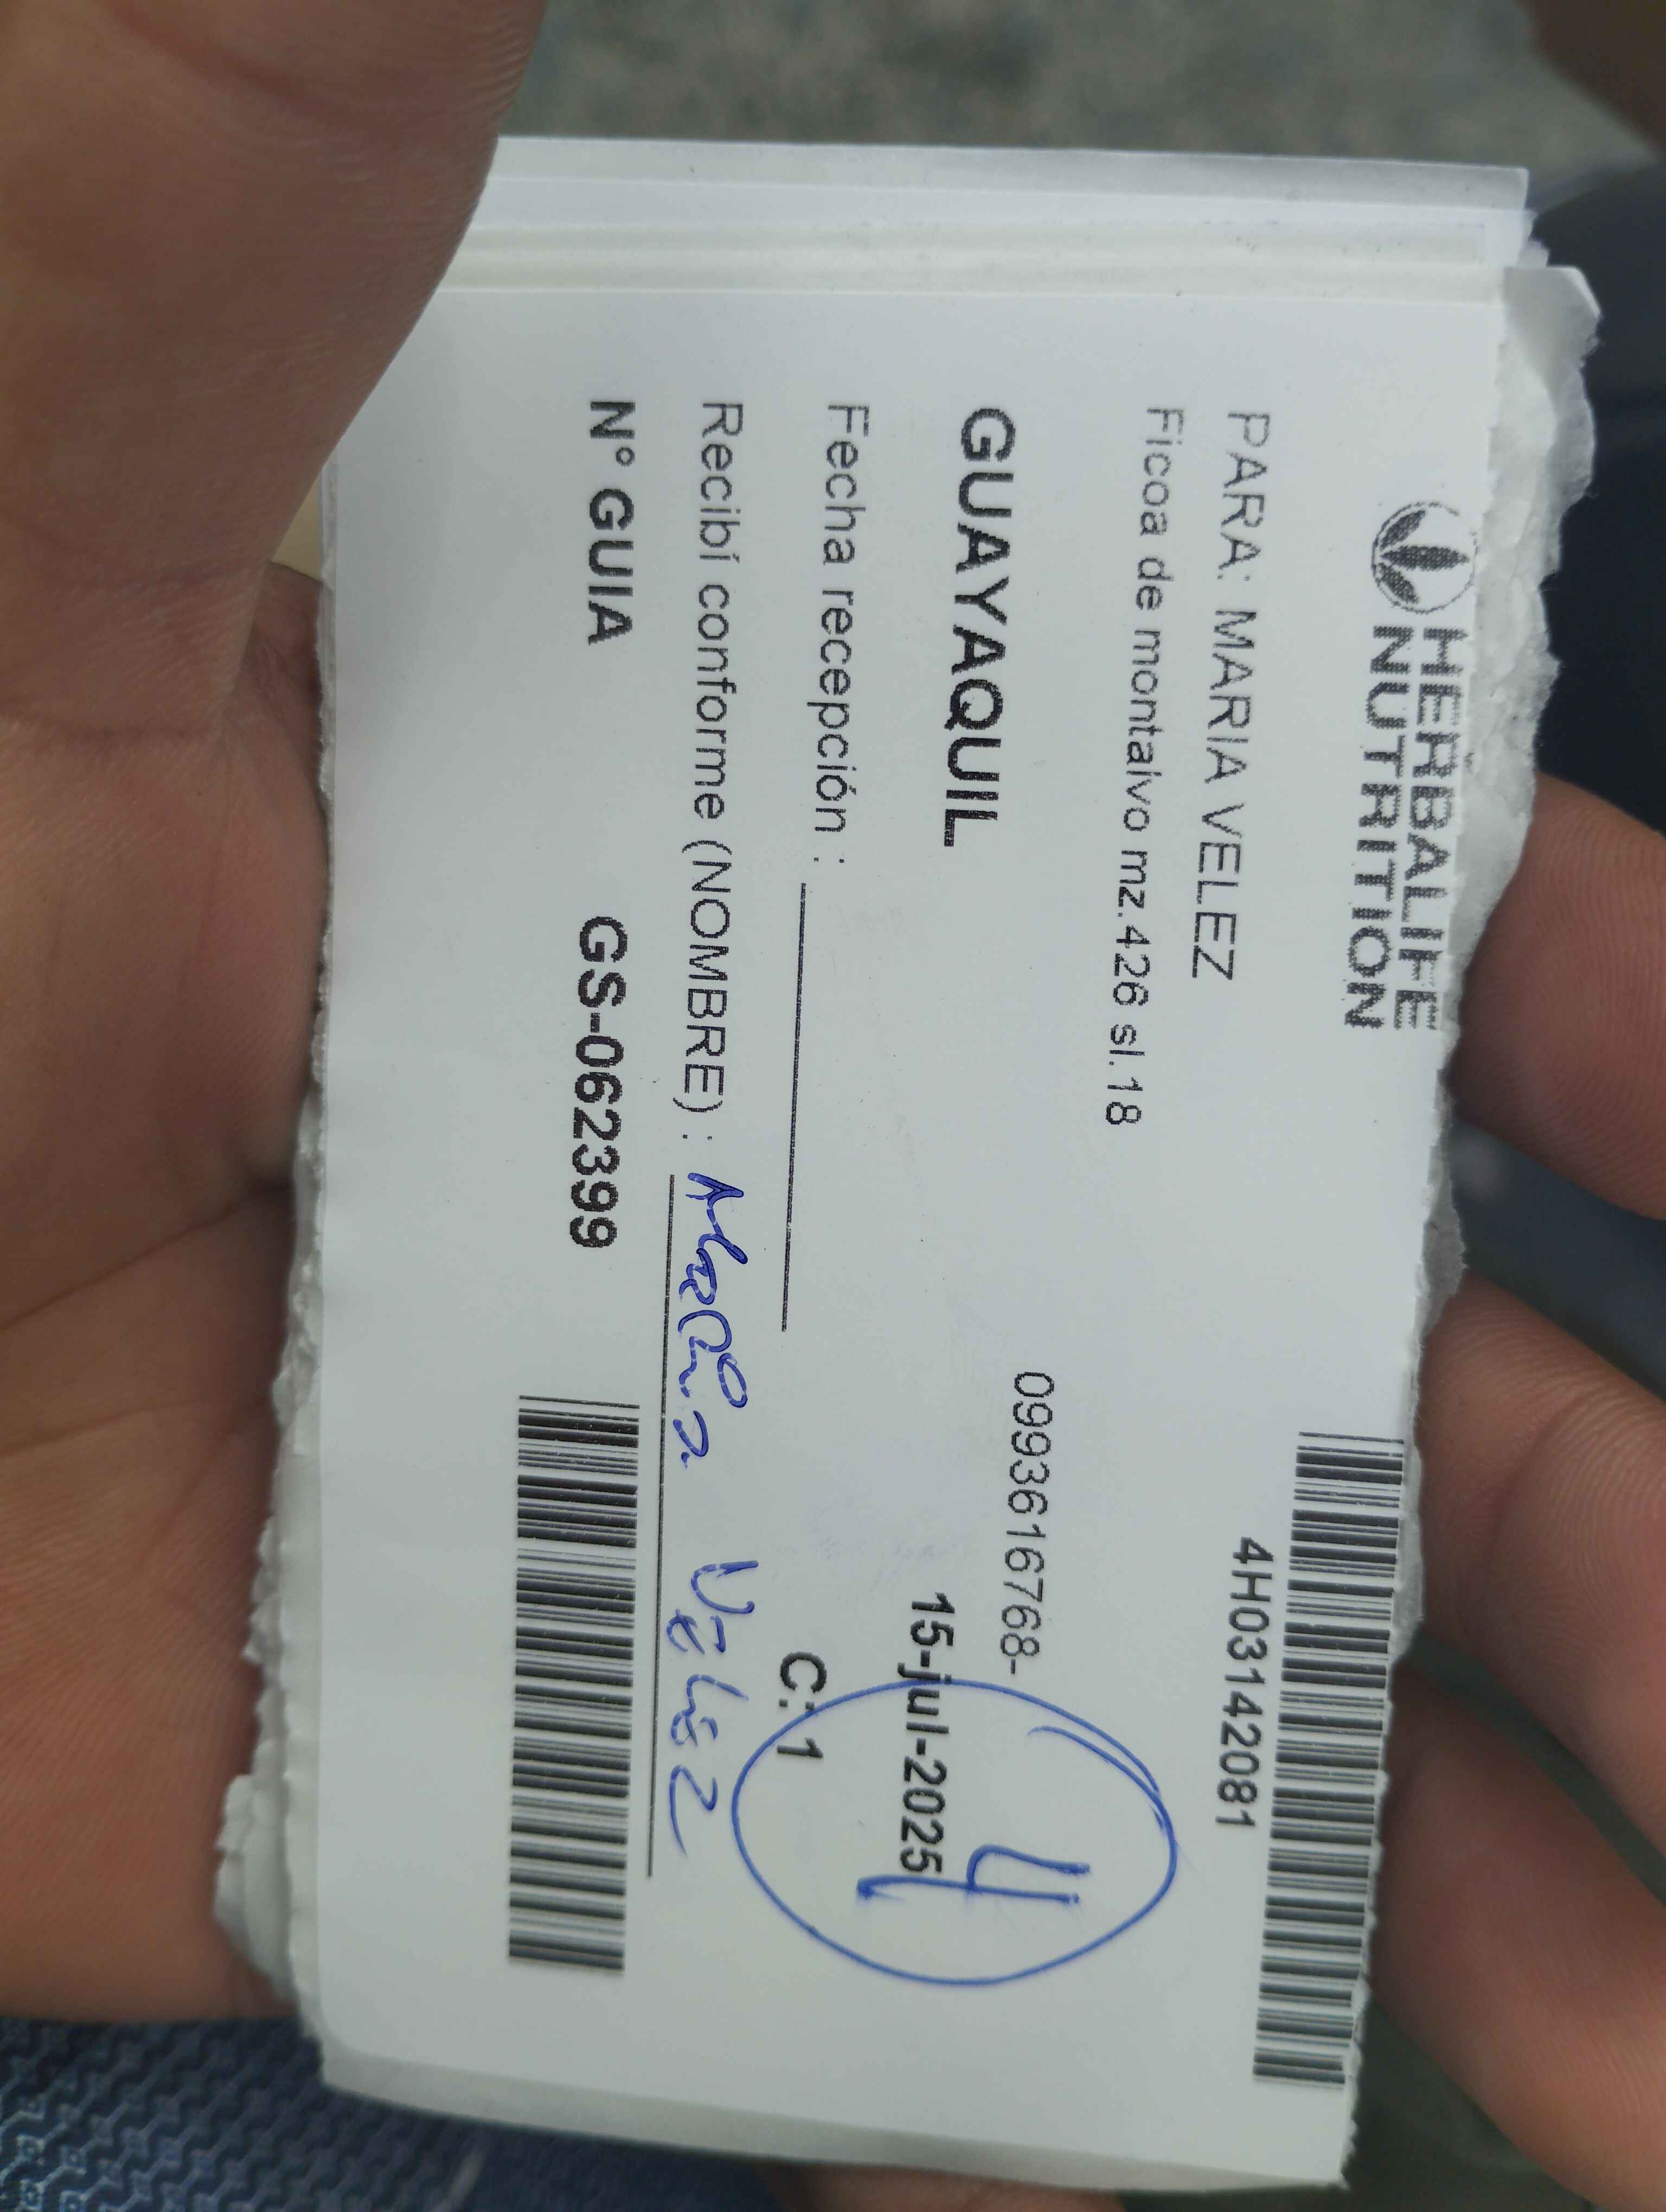 HERBALIFE
NUTRITION
4H03142081
PARA: MARIA VELEZ
Ficoa de montalvo mz.426 sl.18
0993616768-
GUAYAQUIL
15-jul-2025
4
Fecha recepción :
C: 1
Recibí conforme (NOMBRE) : Maria Velez
N° GUIA GS-062399